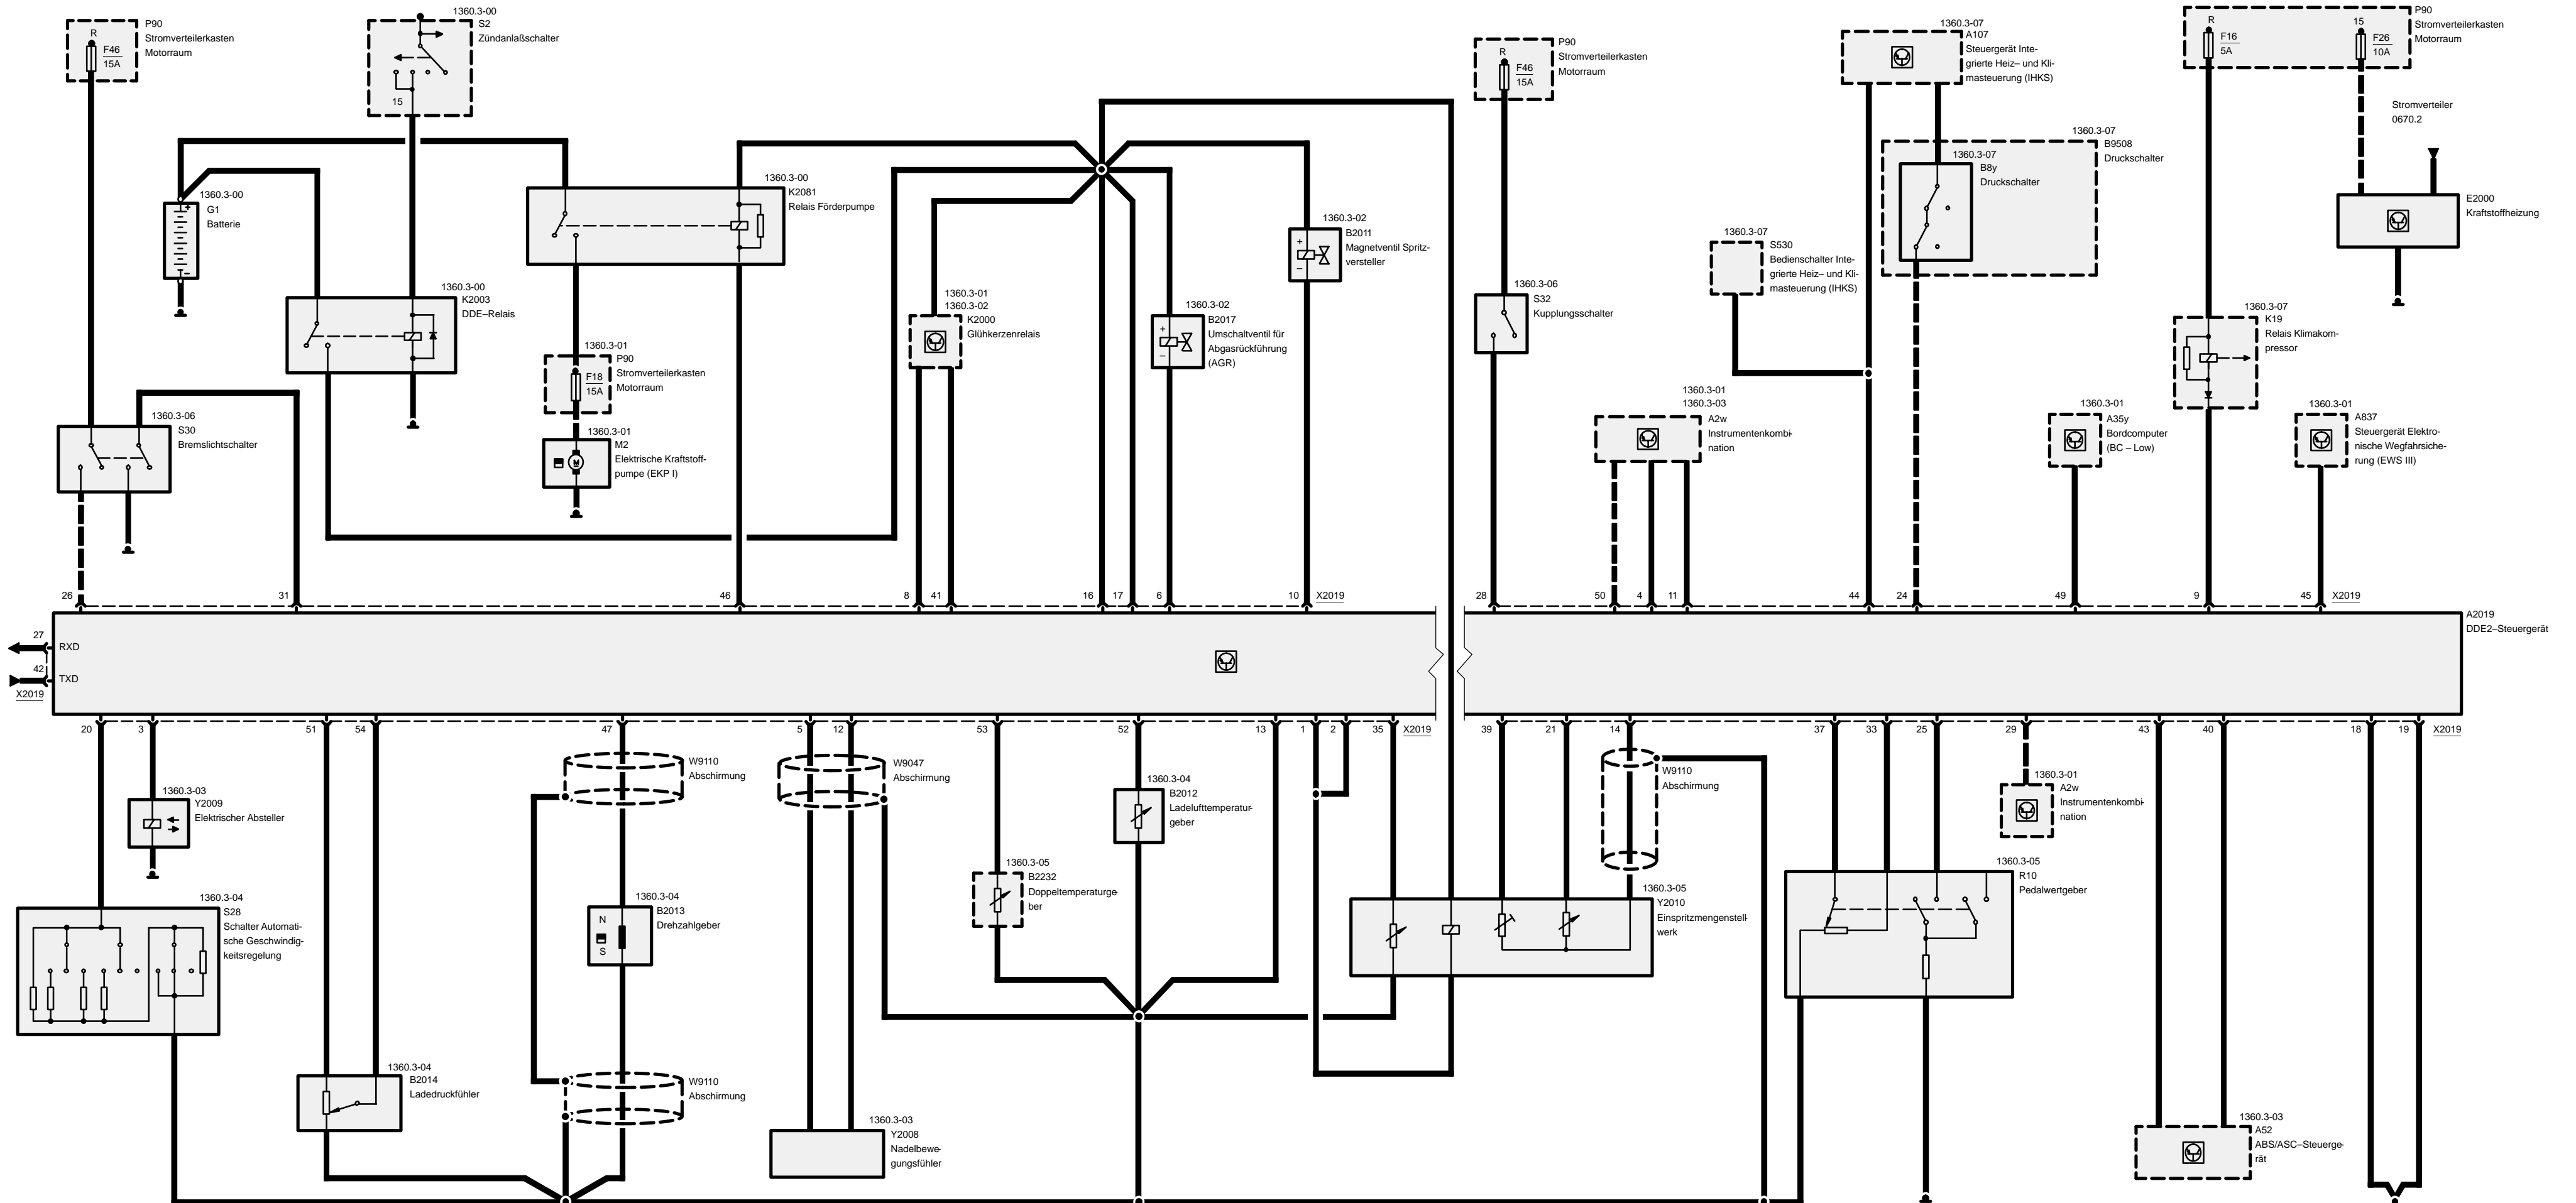 P90
Stromverteilerkasten
Motorraum
R
F46
15A
1360.3-00
S2
Zündanlaßschalter
15
1360.3-00
G1
Batterie
1360.3-00
K2003
DDE–Relais
1360.3-00
K2081
Relais Förderpumpe
1360.3-01
P90
Stromverteilerkasten
Motorraum
F18
15A
1360.3-01
M2
Elektrische Kraftstoff-
pumpe (EKP I)
M
1360.3-06
S30
Bremslichtschalter
1360.3-01
1360.3-02
K2000
Glühkerzenrelais
1360.3-02
B2017
Umschaltventil für
Abgasrückführung
(AGR)
1360.3-02
B2011
Magnetventil Spritz-
versteller
P90
Stromverteilerkasten
Motorraum
R
F46
15A
1360.3-06
S32
Kupplungsschalter
1360.3-01
1360.3-03
A2w
Instrumentenkombi-
nation
1360.3-07
S530
Bedienschalter Inte-
grierte Heiz– und Kli-
masteuerung (IHKS)
1360.3-07
A107
Steuergerät Inte-
grierte Heiz– und Kli-
masteuerung (IHKS)
1360.3-07
B9508
Druckschalter
1360.3-07
B8y
Druckschalter
P90
Stromverteilerkasten
Motorraum
R
F16
5A
15
F26
10A
Stromverteiler
0670.2
E2000
Kraftstoffheizung
1360.3-07
K19
Relais Klimakom-
pressor
1360.3-01
A35y
Bordcomputer
(BC – Low)
1360.3-01
A837
Steuergerät Elektro-
nische Wegfahrsiche-
rung (EWS III)
26 31 46 8 41 16 17 6 10 X2019 28 50 4 11 44 24 49 9 45 X2019
A2019
DDE2–Steuergerät
27
RXD
42
TXD
X2019
20 3 51 54 47 5 12 53 52 13 1 2 35 X2019 39 21 14 37 33 25 29 43 40 18 19 X2019
1360.3-03
Y2009
Elektrischer Absteller
1360.3-04
S28
Schalter Automati-
sche Geschwindig-
keitsregelung
1360.3-04
B2014
Ladedruckfühler
W9110
Abschirmung
1360.3-04
B2013
Drehzahlgeber
N
S
W9110
Abschirmung
W9047
Abschirmung
1360.3-03
Y2008
Nadelbewe-
gungsfühler
1360.3-05
B2232
Doppeltemperaturge-
ber
1360.3-04
B2012
Ladelufttemperatur-
geber
W9110
Abschirmung
1360.3-05
Y2010
Einspritzmengenstell-
werk
1360.3-05
R10
Pedalwertgeber
1360.3-01
A2w
Instrumentenkombi-
nation
1360.3-03
A52
ABS/ASC–Steuerge-
rät